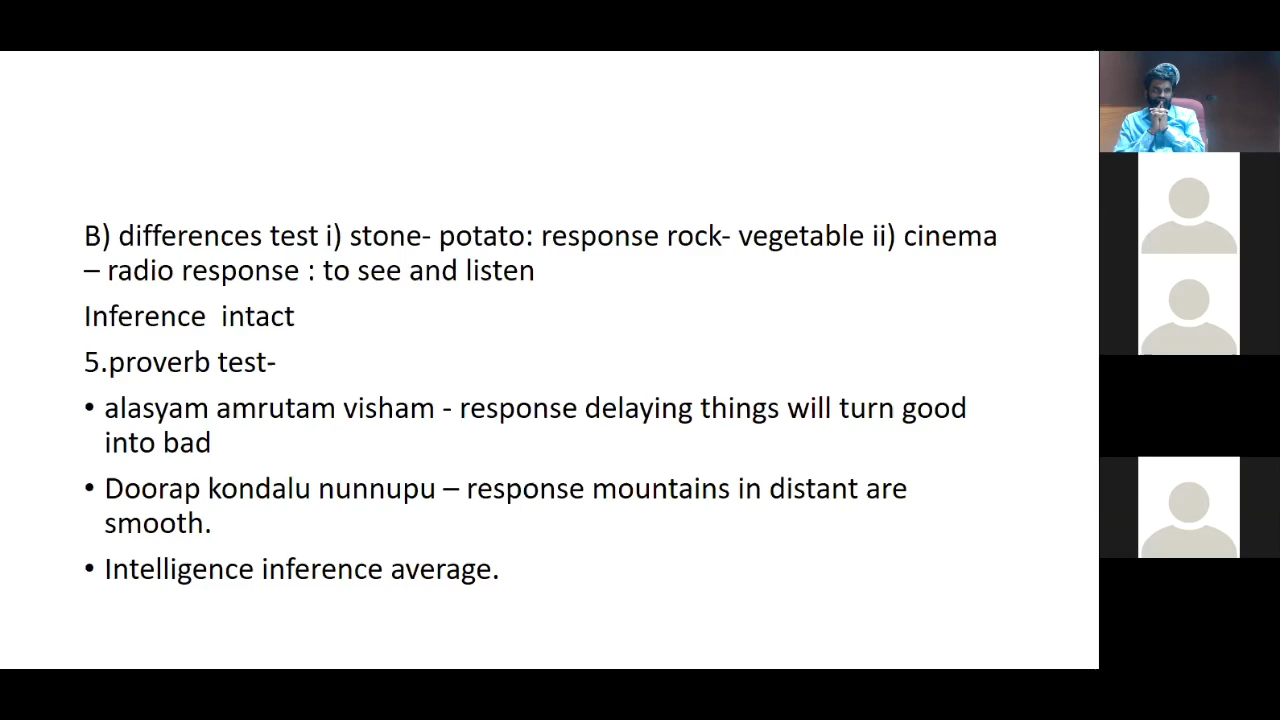 B) differences test i) stone- potato: response rock- vegetable ii) cinema
– radio response : to see and listen
Inference  intact
5.proverb test-
• alasyam amrutam visham - response delaying things will turn good
into bad
• Doorap kondalu nunnupu – response mountains in distant are
smooth.
• Intelligence inference average.